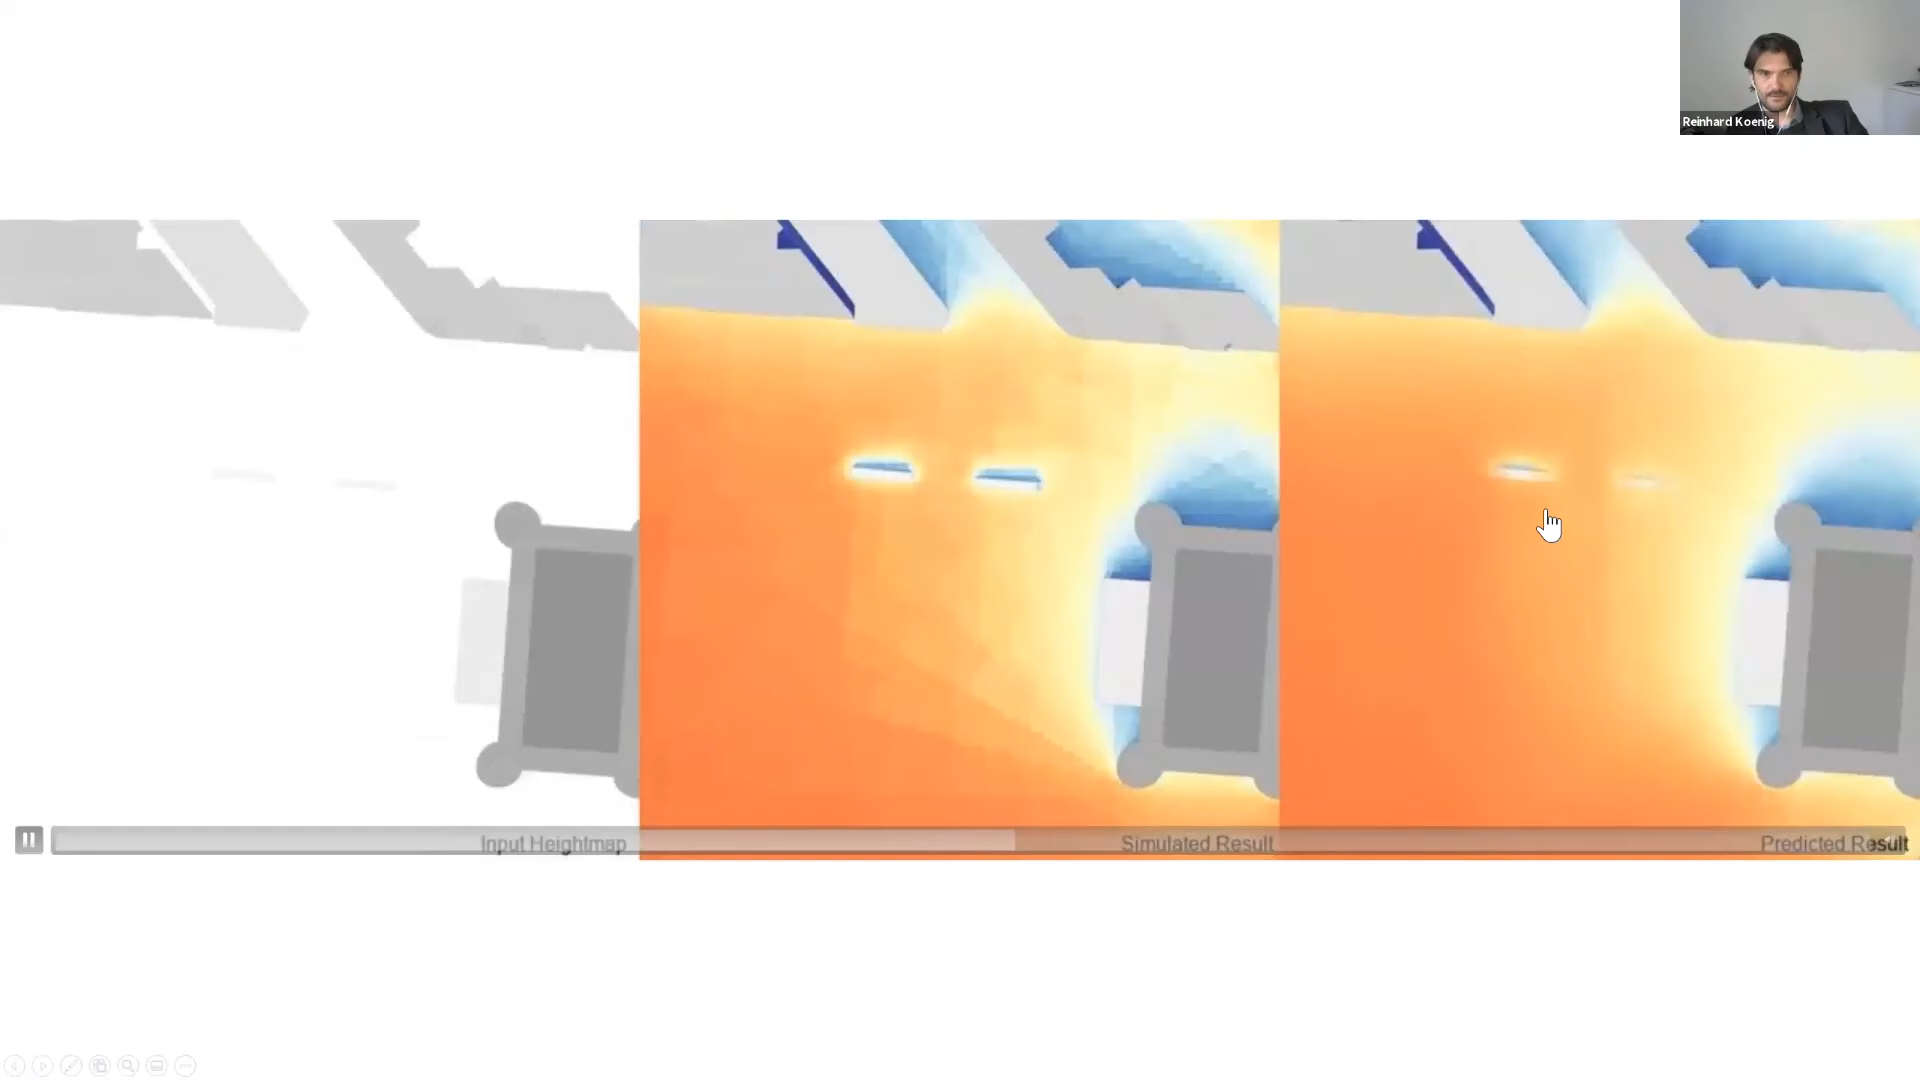 Reinhard Koenig
Input Heightmap
Simulated Result
Predicted Result